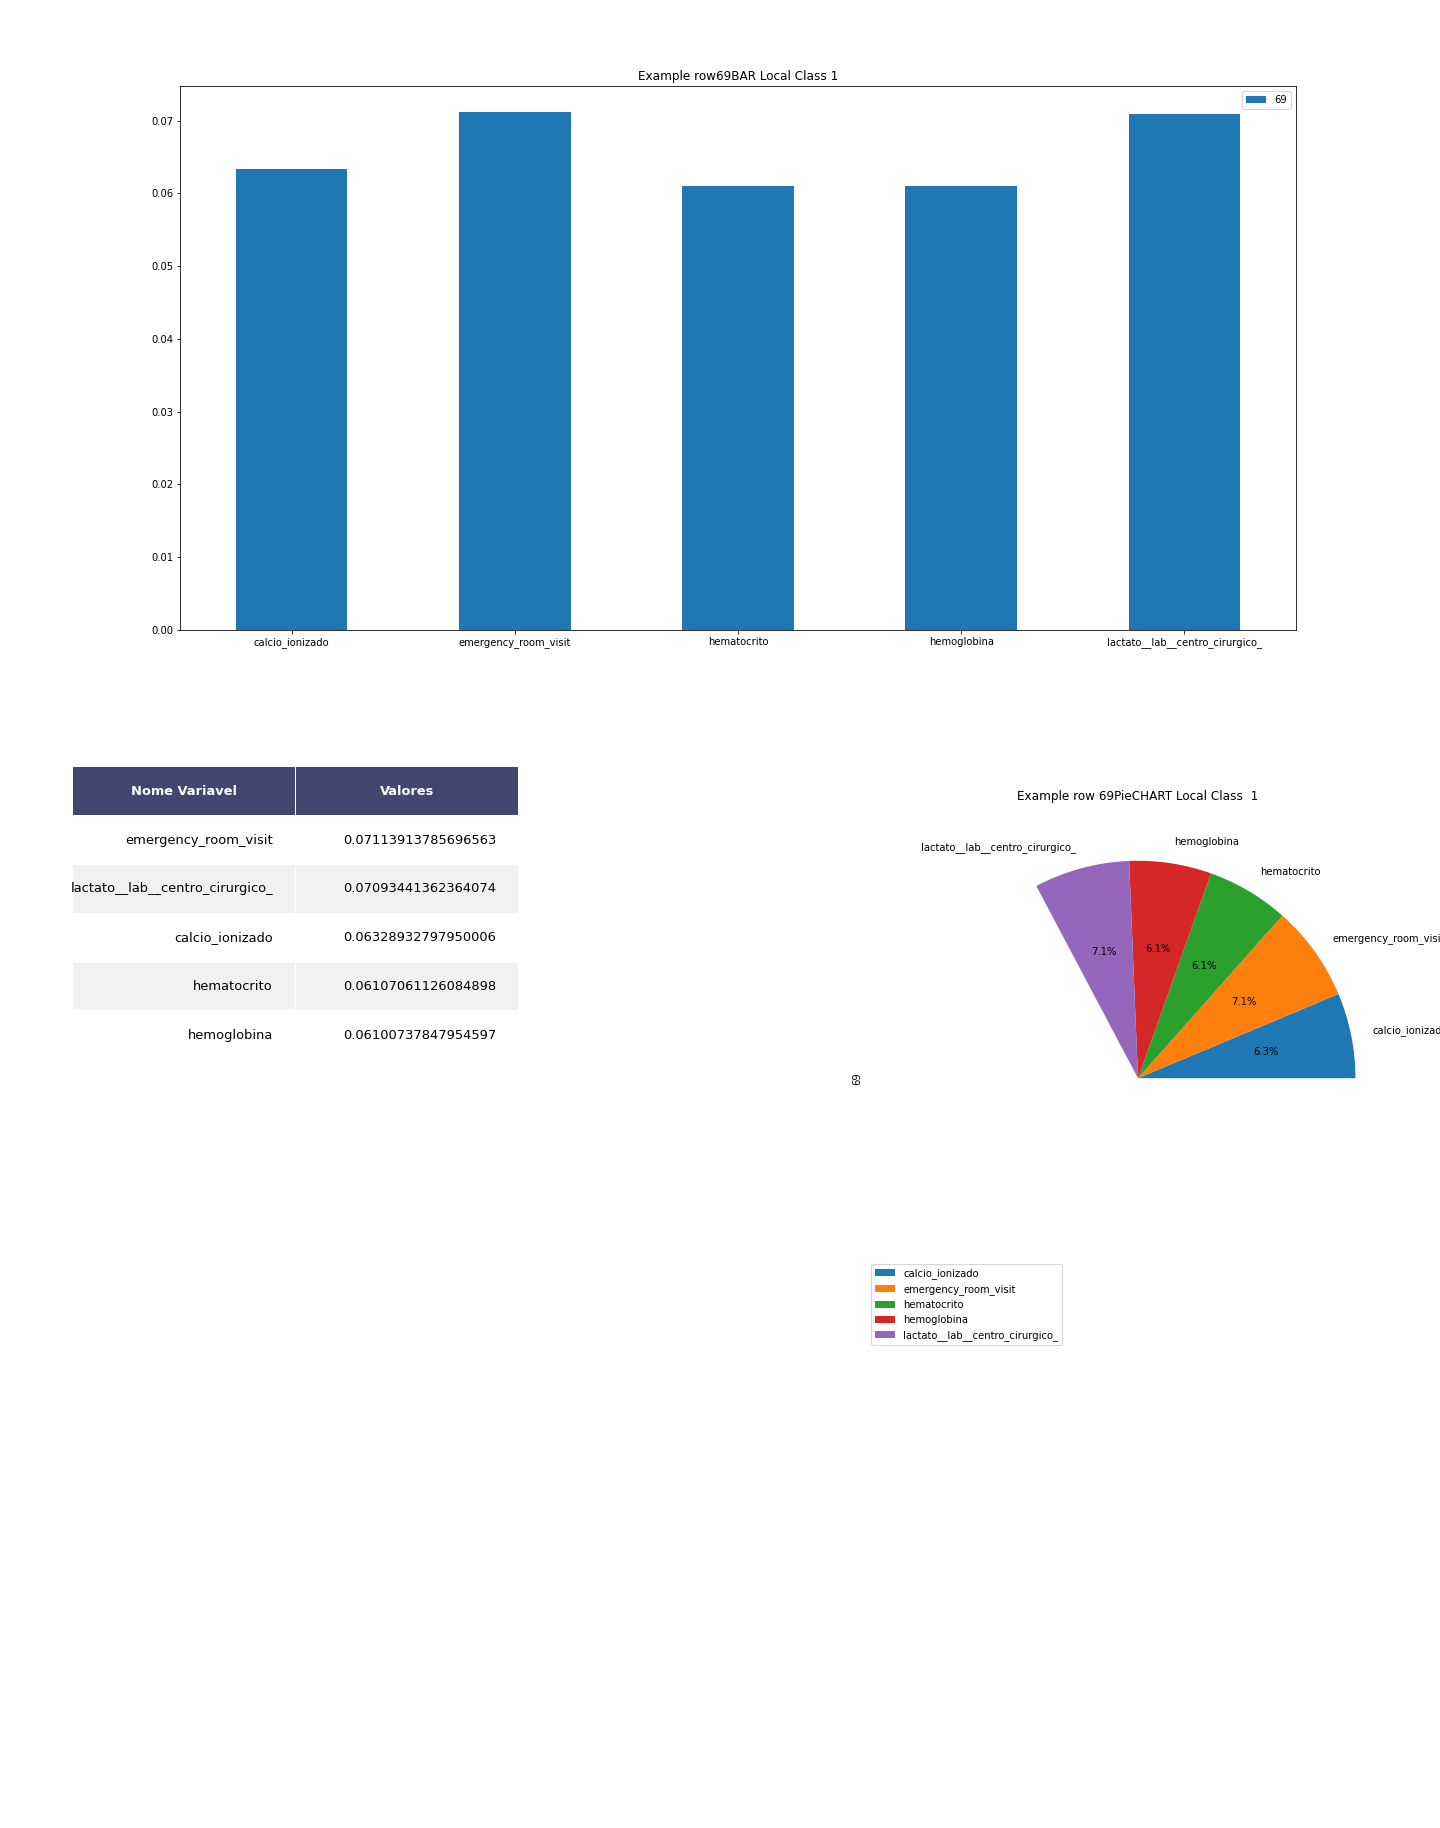 Example row69BAR Local Class 1
69
0.07
0.06
0.05
0.04
0.03
0.02
0.01
0.00
calcio_ionizado
emergency_room_visit
hematocrito
hemoglobina
lactato__lab__centro_cirurgico_
Nome Variavel Valores
emergency_room_visit 0.07113913785696563
lactato__lab__centro_cirurgico_ 0.07093441362364074
calcio_ionizado 0.06328932797950006
hematocrito 0.06107061126084898
hemoglobina 0.06100737847954597
Example row 69PieCHART Local Class  1
hemoglobina
lactato__lab__centro_cirurgico_
hematocrito
emergency_room_visi
7.1%
6.1%
6.1%
7.1%
calcio_ionizad
6.3%
69
calcio_ionizado
emergency_room_visit
hematocrito
hemoglobina
lactato__lab__centro_cirurgico_